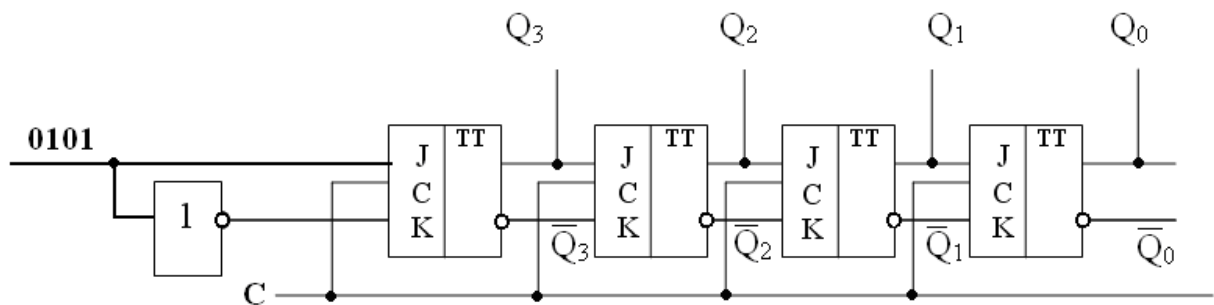 Q₃ Q₂ Q₁ Q₀
0101 TT TT TT TT
J J J J
C C C C
1 K K K K
Q̅₃ Q̅₂ Q̅₁ Q̅₀
C